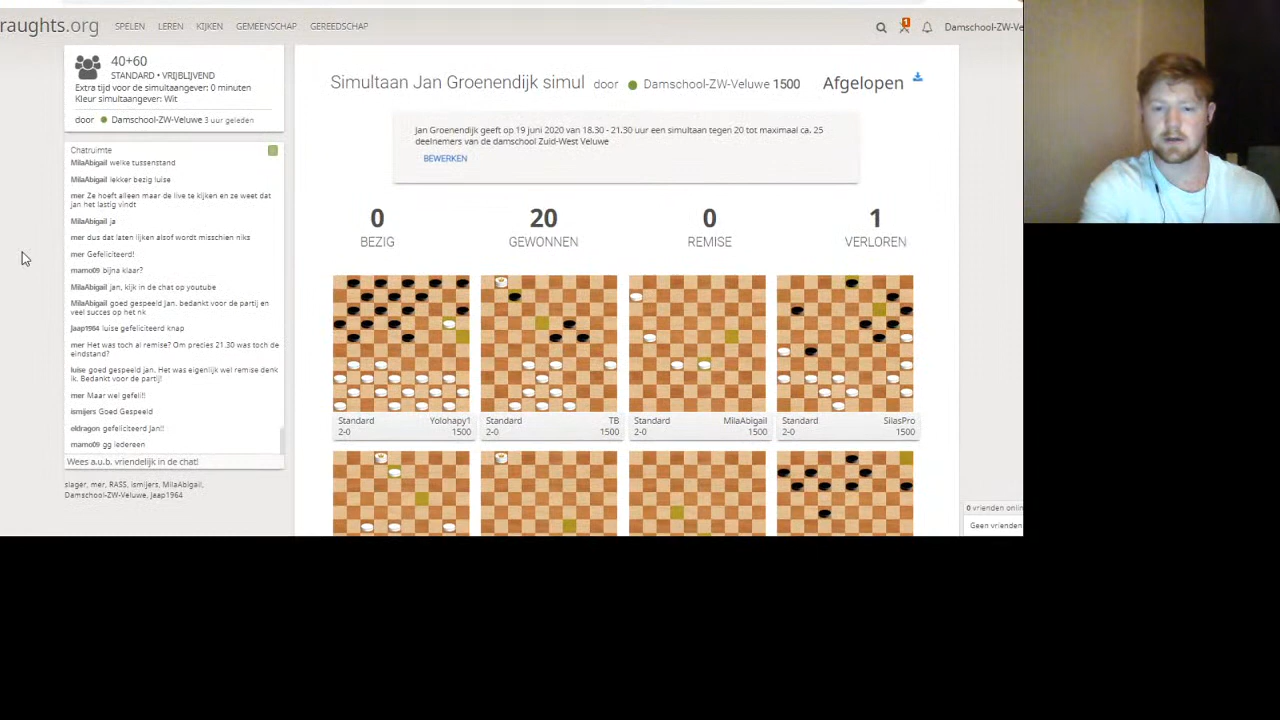 raughts.org SPELEN LEREN KIJKEN GEMEENSCHAP GEREEDSCHAP 1 Damschool-ZW-Ve
40+60
STANDARD • VRIJBLIJVEND
Extra tijd voor de simultaangever: 0 minuten
Kleur simultaangever: Wit
door Damschool-ZW-Veluwe 3 uur geleden
Chatruimte
MilaAbigail welke tussenstand
MilaAbigail lekker bezig luise
mer Ze hoeft alleen maar de live te kijken en ze weet dat
jan het lastig vindt
MilaAbigail ja
mer dus dat laten lijken alsof wordt misschien niks
mer Gefeliciteerd!
mamo09 bijna klaar?
MilaAbigail jan, kijk in de chat op youtube
MilaAbigail goed gespeeld Jan. bedankt voor de partij en
veel succes op het nk
Jaap1964 luise gefeliciteerd knap
mer Het was toch al remise? Om precies 21.30 was toch de
eindstand?
luise goed gespeeld jan. Het was eigenlijk wel remise denk
ik. Bedankt voor de partij!
mer Maar wel gefeli!!
ismijers Goed Gespeeld
eldragon gefeliciteerd Jan!!
mamo09 gg iedereen
Wees a.u.b. vriendelijk in de chat!
slager, mer, RASS, ismijers, MilaAbigail,
Damschool-ZW-Veluwe, Jaap1964
Simultaan Jan Groenendijk simul door Damschool-ZW-Veluwe 1500 Afgelopen
Jan Groenendijk geeft op 19 juni 2020 van 18.30 - 21.30 uur een simultaan tegen 20 tot maximaal ca. 25
deelnemers van de damschool Zuid-West Veluwe
BEWERKEN
0 20 0 1
BEZIG GEWONNEN REMISE VERLOREN
Standard Yolohapy1 Standard TB Standard MilaAbigail Standard SilasPro
2-0 1500 2-0 1500 2-0 1500 2-0 1500
0 vrienden onlin
Geen vrienden